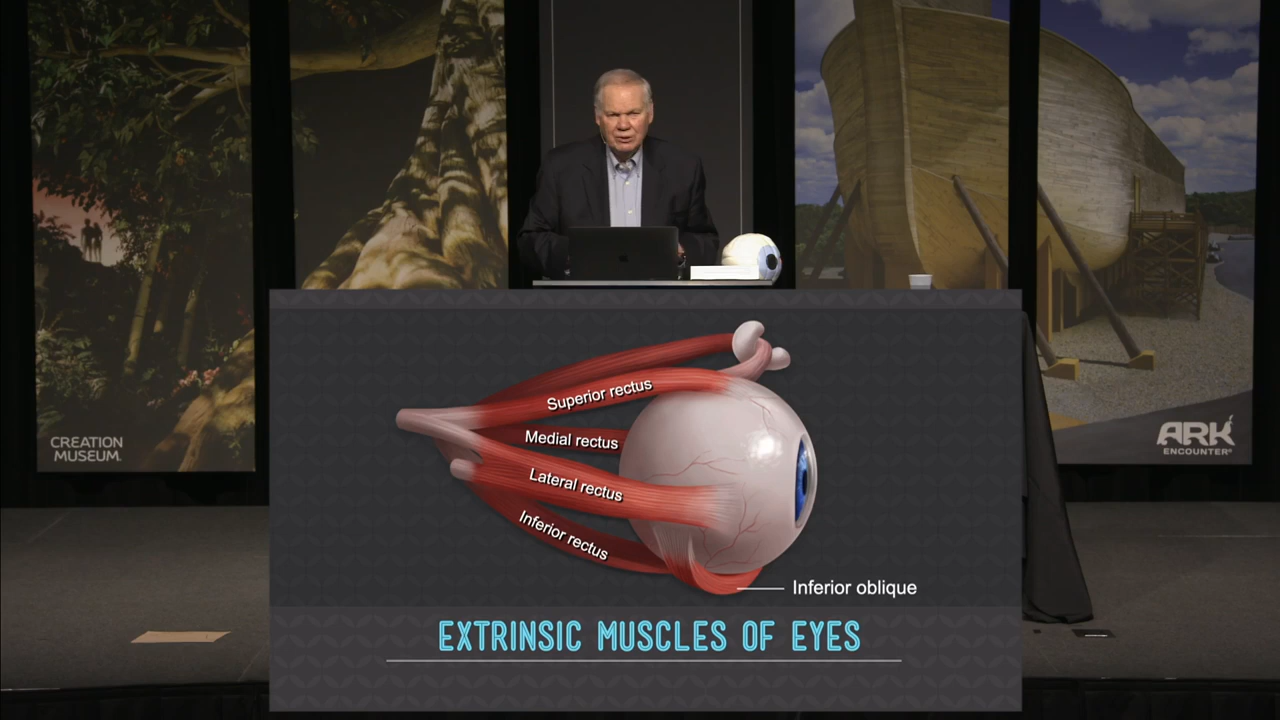 CREATION
MUSEUM
ARK
ENCOUNTER
Superior rectus
Medial rectus
Lateral rectus
Inferior rectus
Inferior oblique
EXTRINSIC MUSCLES OF EYES